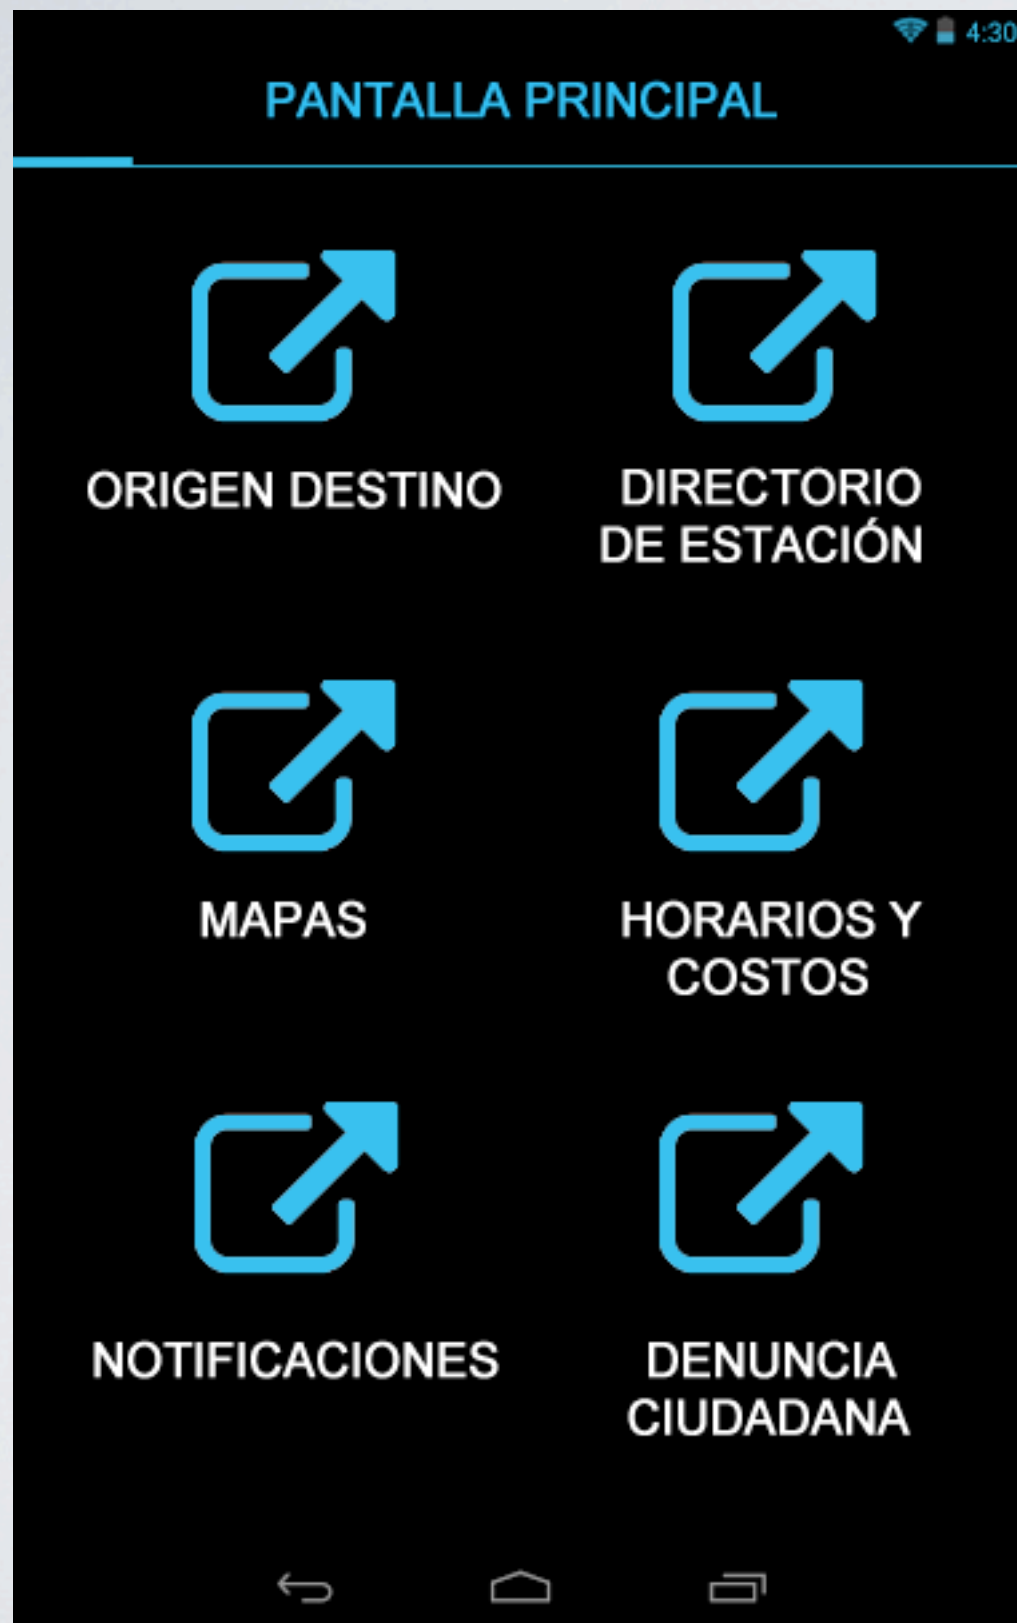 4:30
PANTALLA PRINCIPAL
ORIGEN DESTINO
DIRECTORIO
DE ESTACIÓN
MAPAS
HORARIOS Y
COSTOS
NOTIFICACIONES
DENUNCIA
CIUDADANA